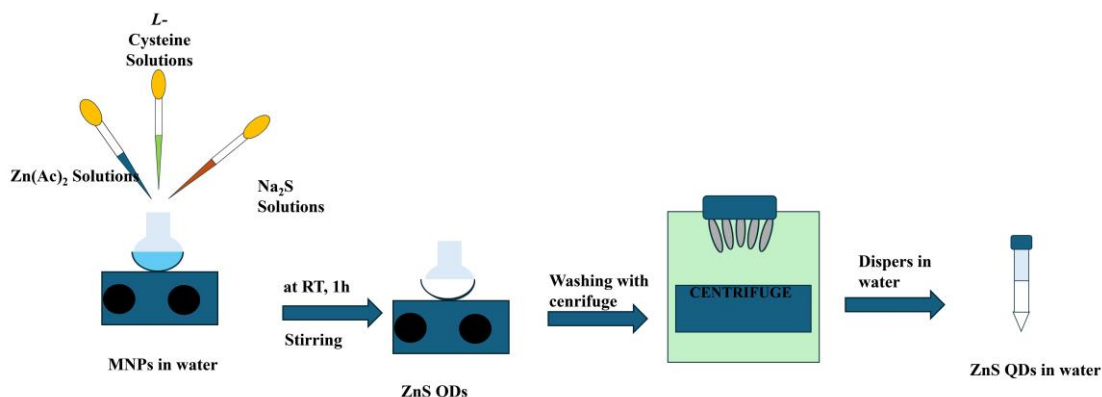 L-
Cysteine
Solutions
Zn(Ac)₂ Solutions
Na₂S
Solutions
MNPs in water
at RT, 1h
Stirring
ZnS QDs
Washing with
cenrifuge
CENTRIFUGE
Dispers in
water
ZnS QDs in water